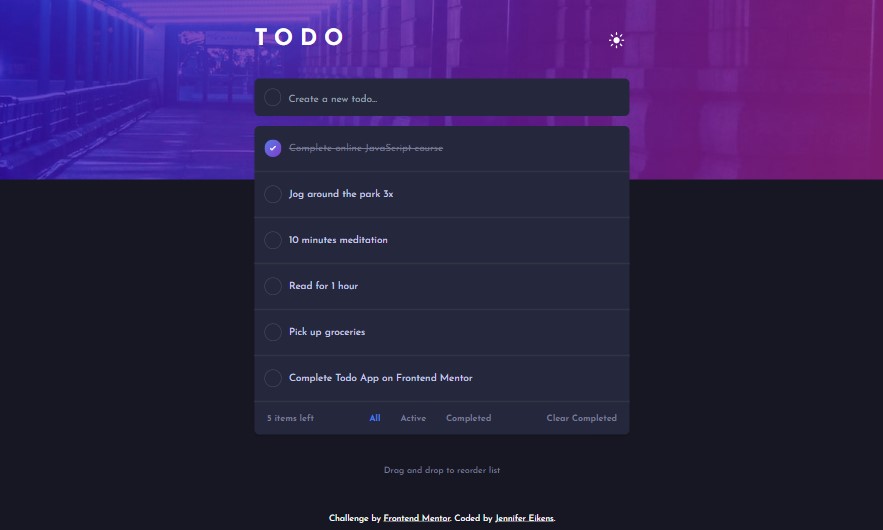 TODO
Create a new todo...
Complete online JavaScript course
Jog around the park 3x
10 minutes meditation
Read for 1 hour
Pick up groceries
Complete Todo App on Frontend Mentor
5 items left All Active Completed Clear Completed
Drag and drop to reorder list
Challenge by Frontend Mentor. Coded by Jennifer Eikens.